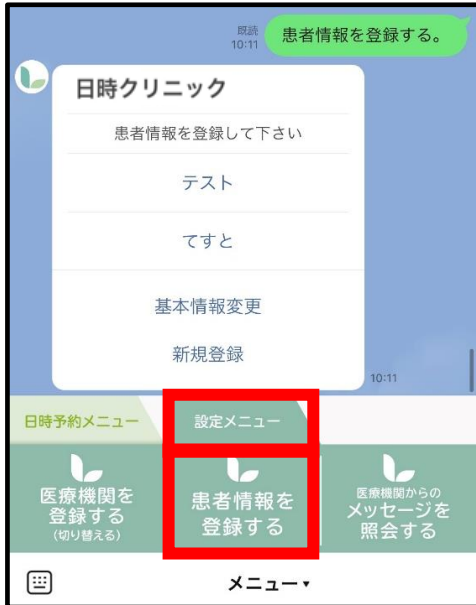 既読
10:11
患者情報を登録する。
日時クリニック
患者情報を登録して下さい
テスト
てすと
基本情報変更
新規登録
10:11
日時予約メニュー
設定メニュー
医療機関を
登録する
(切り替える)
患者情報を
登録する
医療機関からの
メッセージを
照会する
メニュー▾